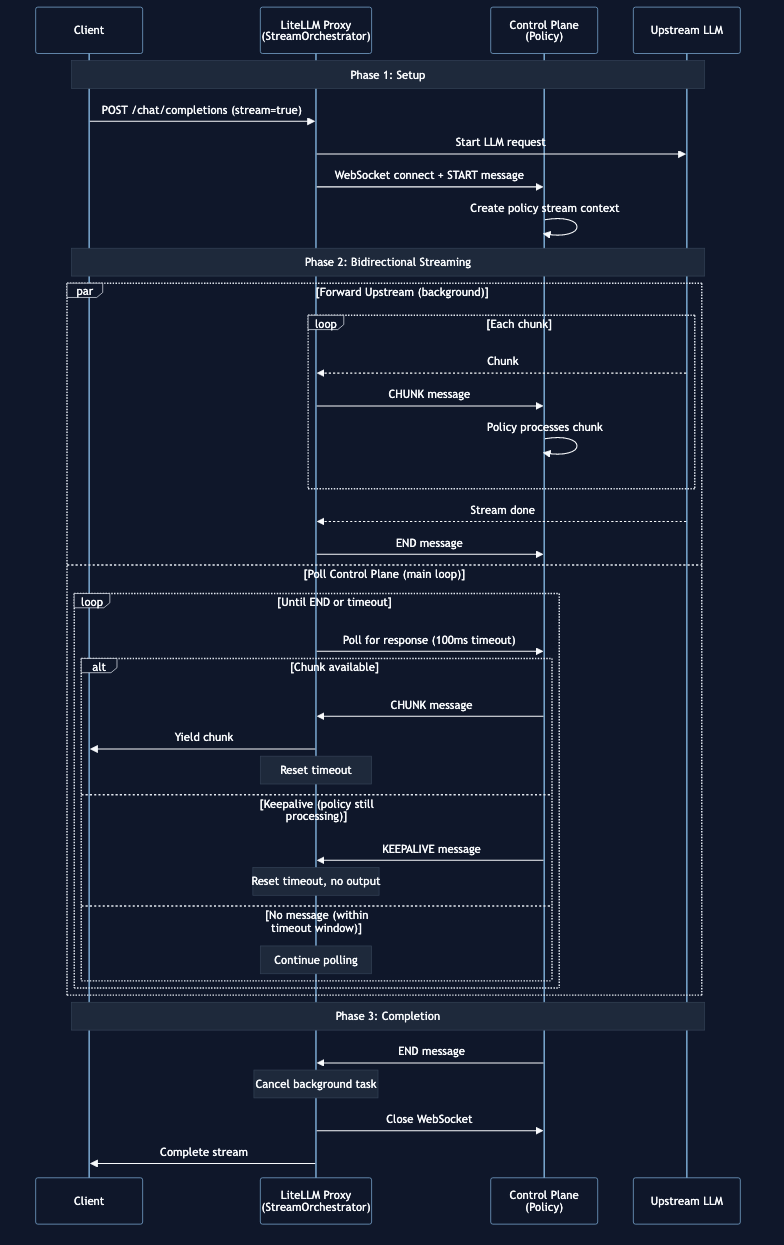 Client
LiteLLM Proxy
(StreamOrchestrator)
Control Plane
(Policy)
Upstream LLM
Phase 1: Setup
POST /chat/completions (stream=true)
Start LLM request
WebSocket connect + START message
Create policy stream context
Phase 2: Bidirectional Streaming
par
[Forward Upstream (background)]
loop
[Each chunk]
Chunk
CHUNK message
Policy processes chunk
Stream done
END message
[Poll Control Plane (main loop)]
loop
[Until END or timeout]
Poll for response (100ms timeout)
alt
[Chunk available]
CHUNK message
Yield chunk
Reset timeout
[Keepalive (policy still
processing)]
KEEPALIVE message
Reset timeout, no output
[No message (within
timeout window)]
Continue polling
Phase 3: Completion
END message
Cancel background task
Close WebSocket
Complete stream
Client
LiteLLM Proxy
(StreamOrchestrator)
Control Plane
(Policy)
Upstream LLM